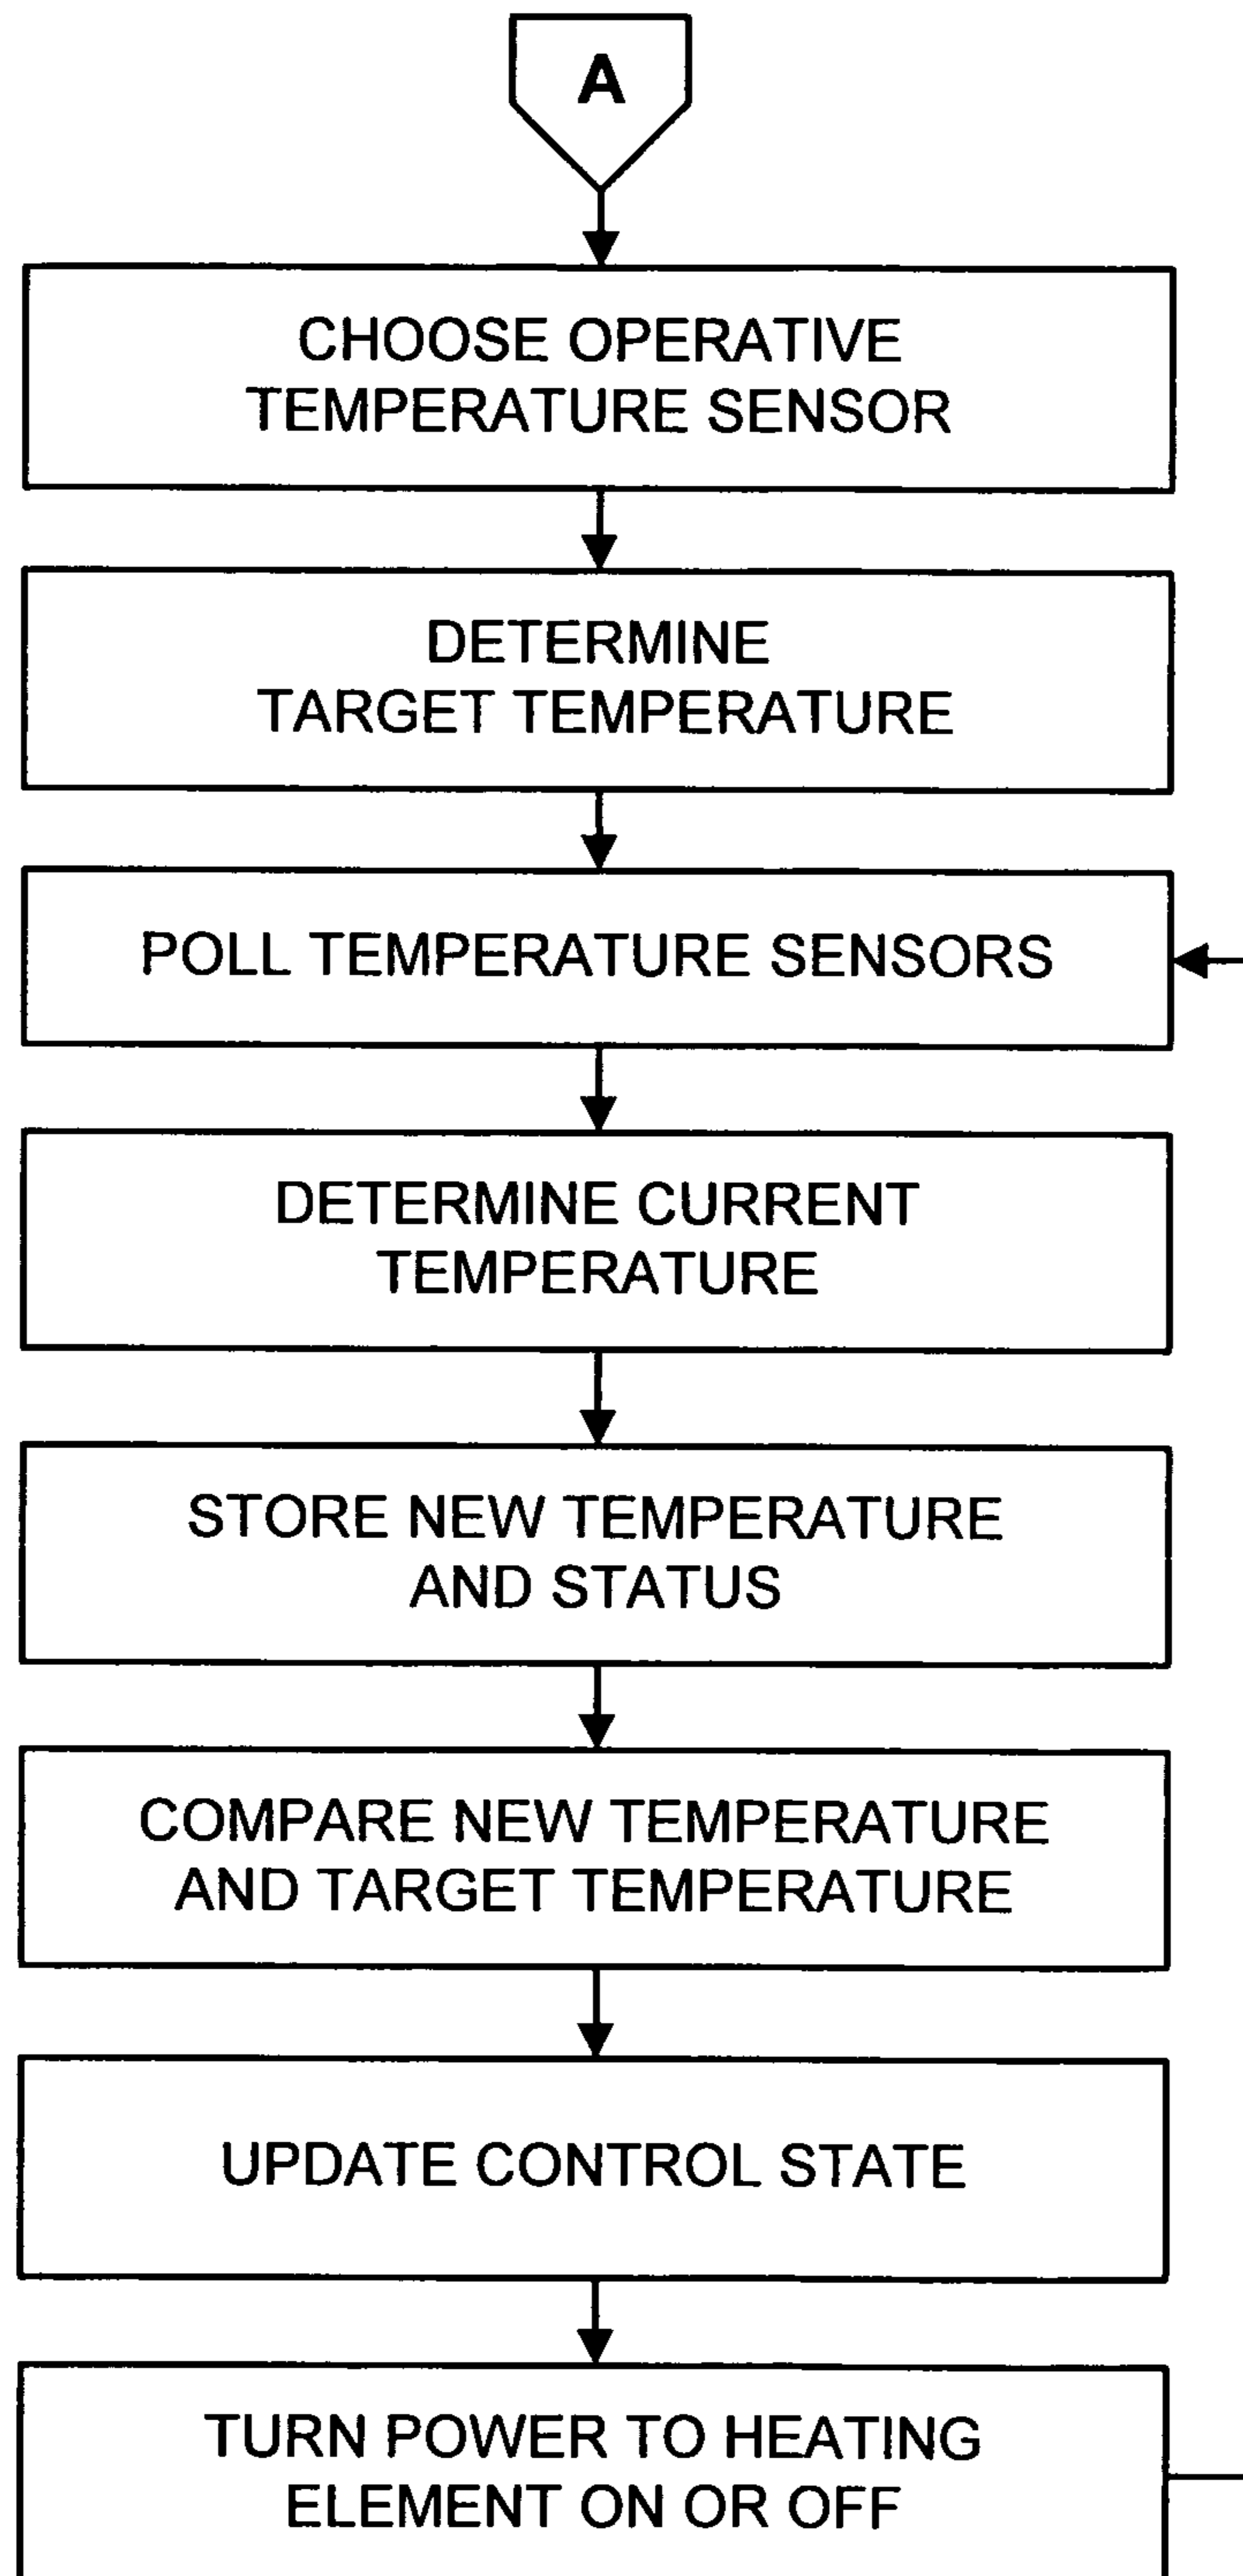 A
CHOOSE OPERATIVE
TEMPERATURE SENSOR
DETERMINE
TARGET TEMPERATURE
POLL TEMPERATURE SENSORS
DETERMINE CURRENT
TEMPERATURE
STORE NEW TEMPERATURE
AND STATUS
COMPARE NEW TEMPERATURE
AND TARGET TEMPERATURE
UPDATE CONTROL STATE
TURN POWER TO HEATING
ELEMENT ON OR OFF